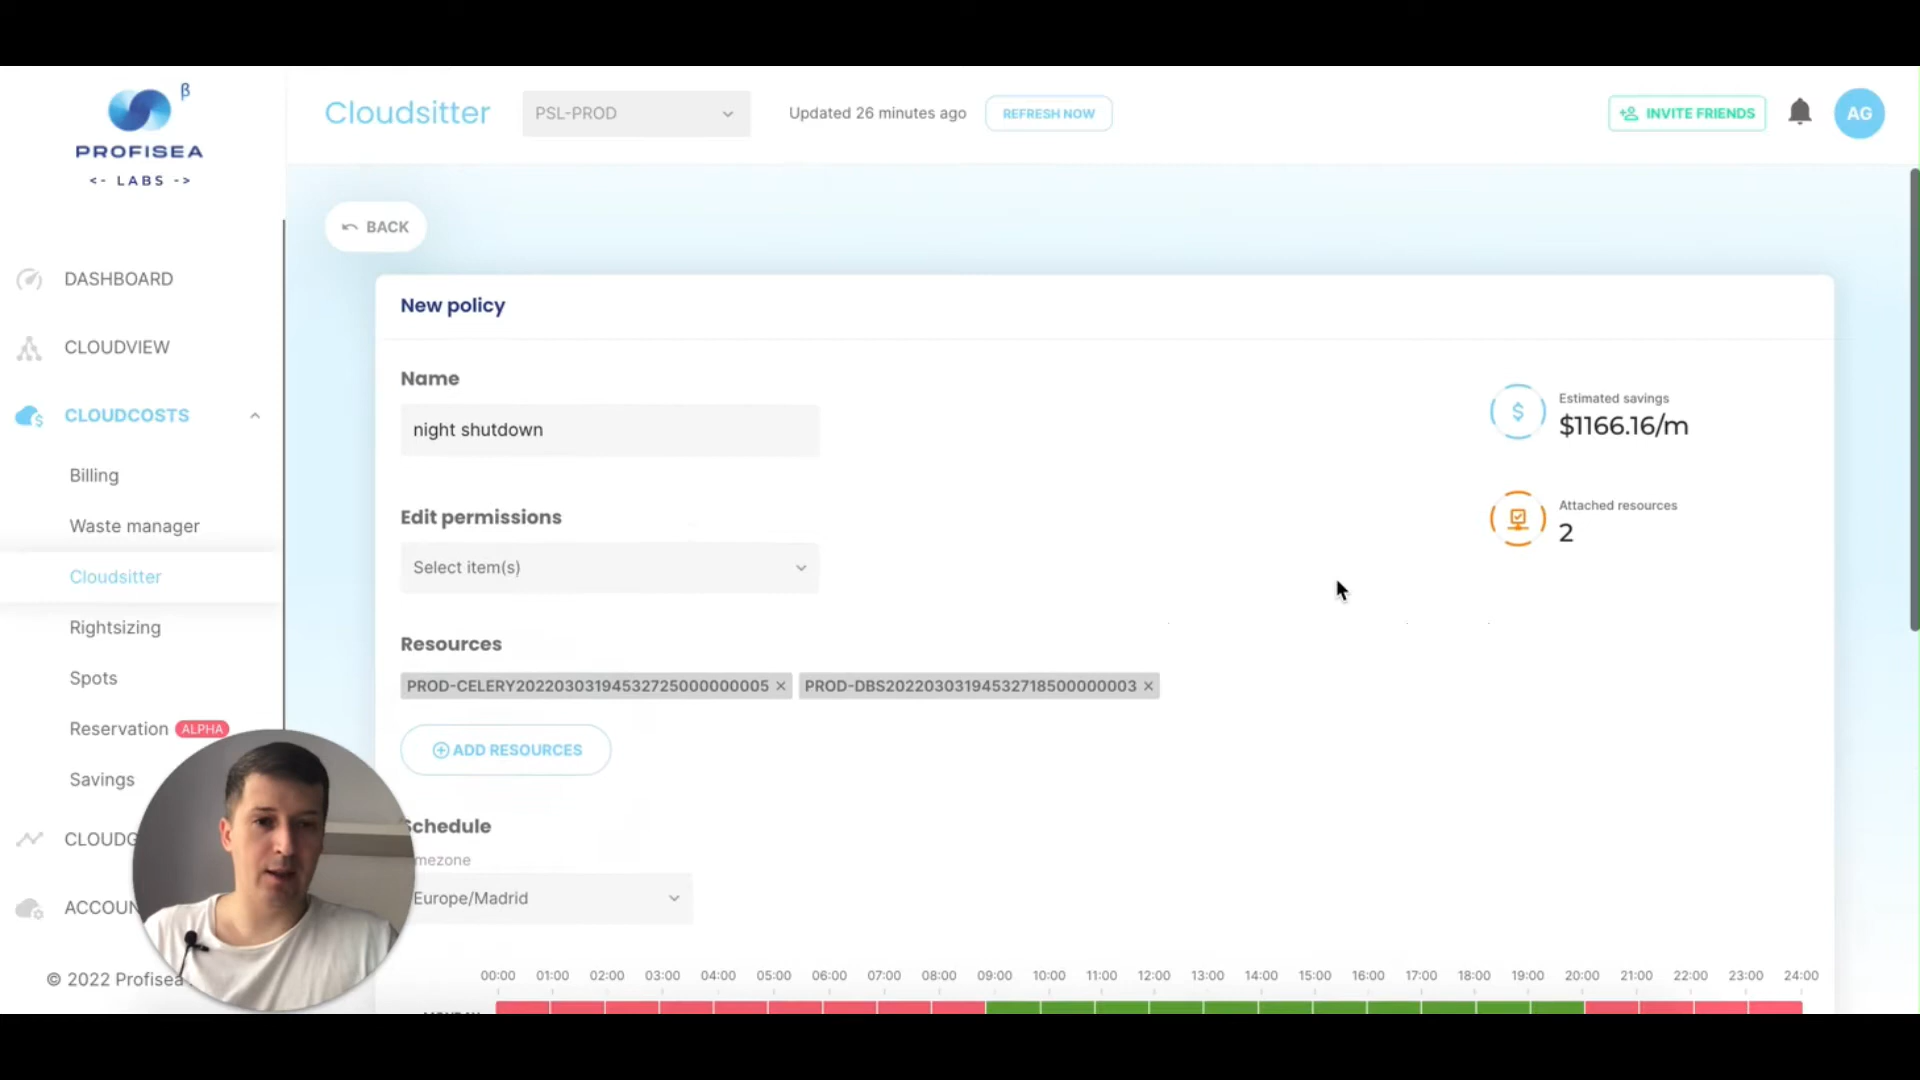 β
PROFISEA
<- LABS ->
Cloudsitter
PSL-PROD
Updated 26 minutes ago
REFRESH NOW
INVITE FRIENDS
AG
BACK
DASHBOARD
CLOUDVIEW
CLOUDCOSTS
Billing
Waste manager
Cloudsitter
Rightsizing
Spots
Reservation ALPHA
Savings
CLOUDG
ACCOUN
© 2022 Profisea
New policy
Name
night shutdown
Estimated savings
$1166.16/m
Attached resources
2
Edit permissions
Select item(s)
Resources
PROD-CELERY20220303194532725000000005 × PROD-DBS20220303194532718500000003 ×
ADD RESOURCES
Schedule
mezone
Europe/Madrid
00:00 01:00 02:00 03:00 04:00 05:00 06:00 07:00 08:00 09:00 10:00 11:00 12:00 13:00 14:00 15:00 16:00 17:00 18:00 19:00 20:00 21:00 22:00 23:00 24:00